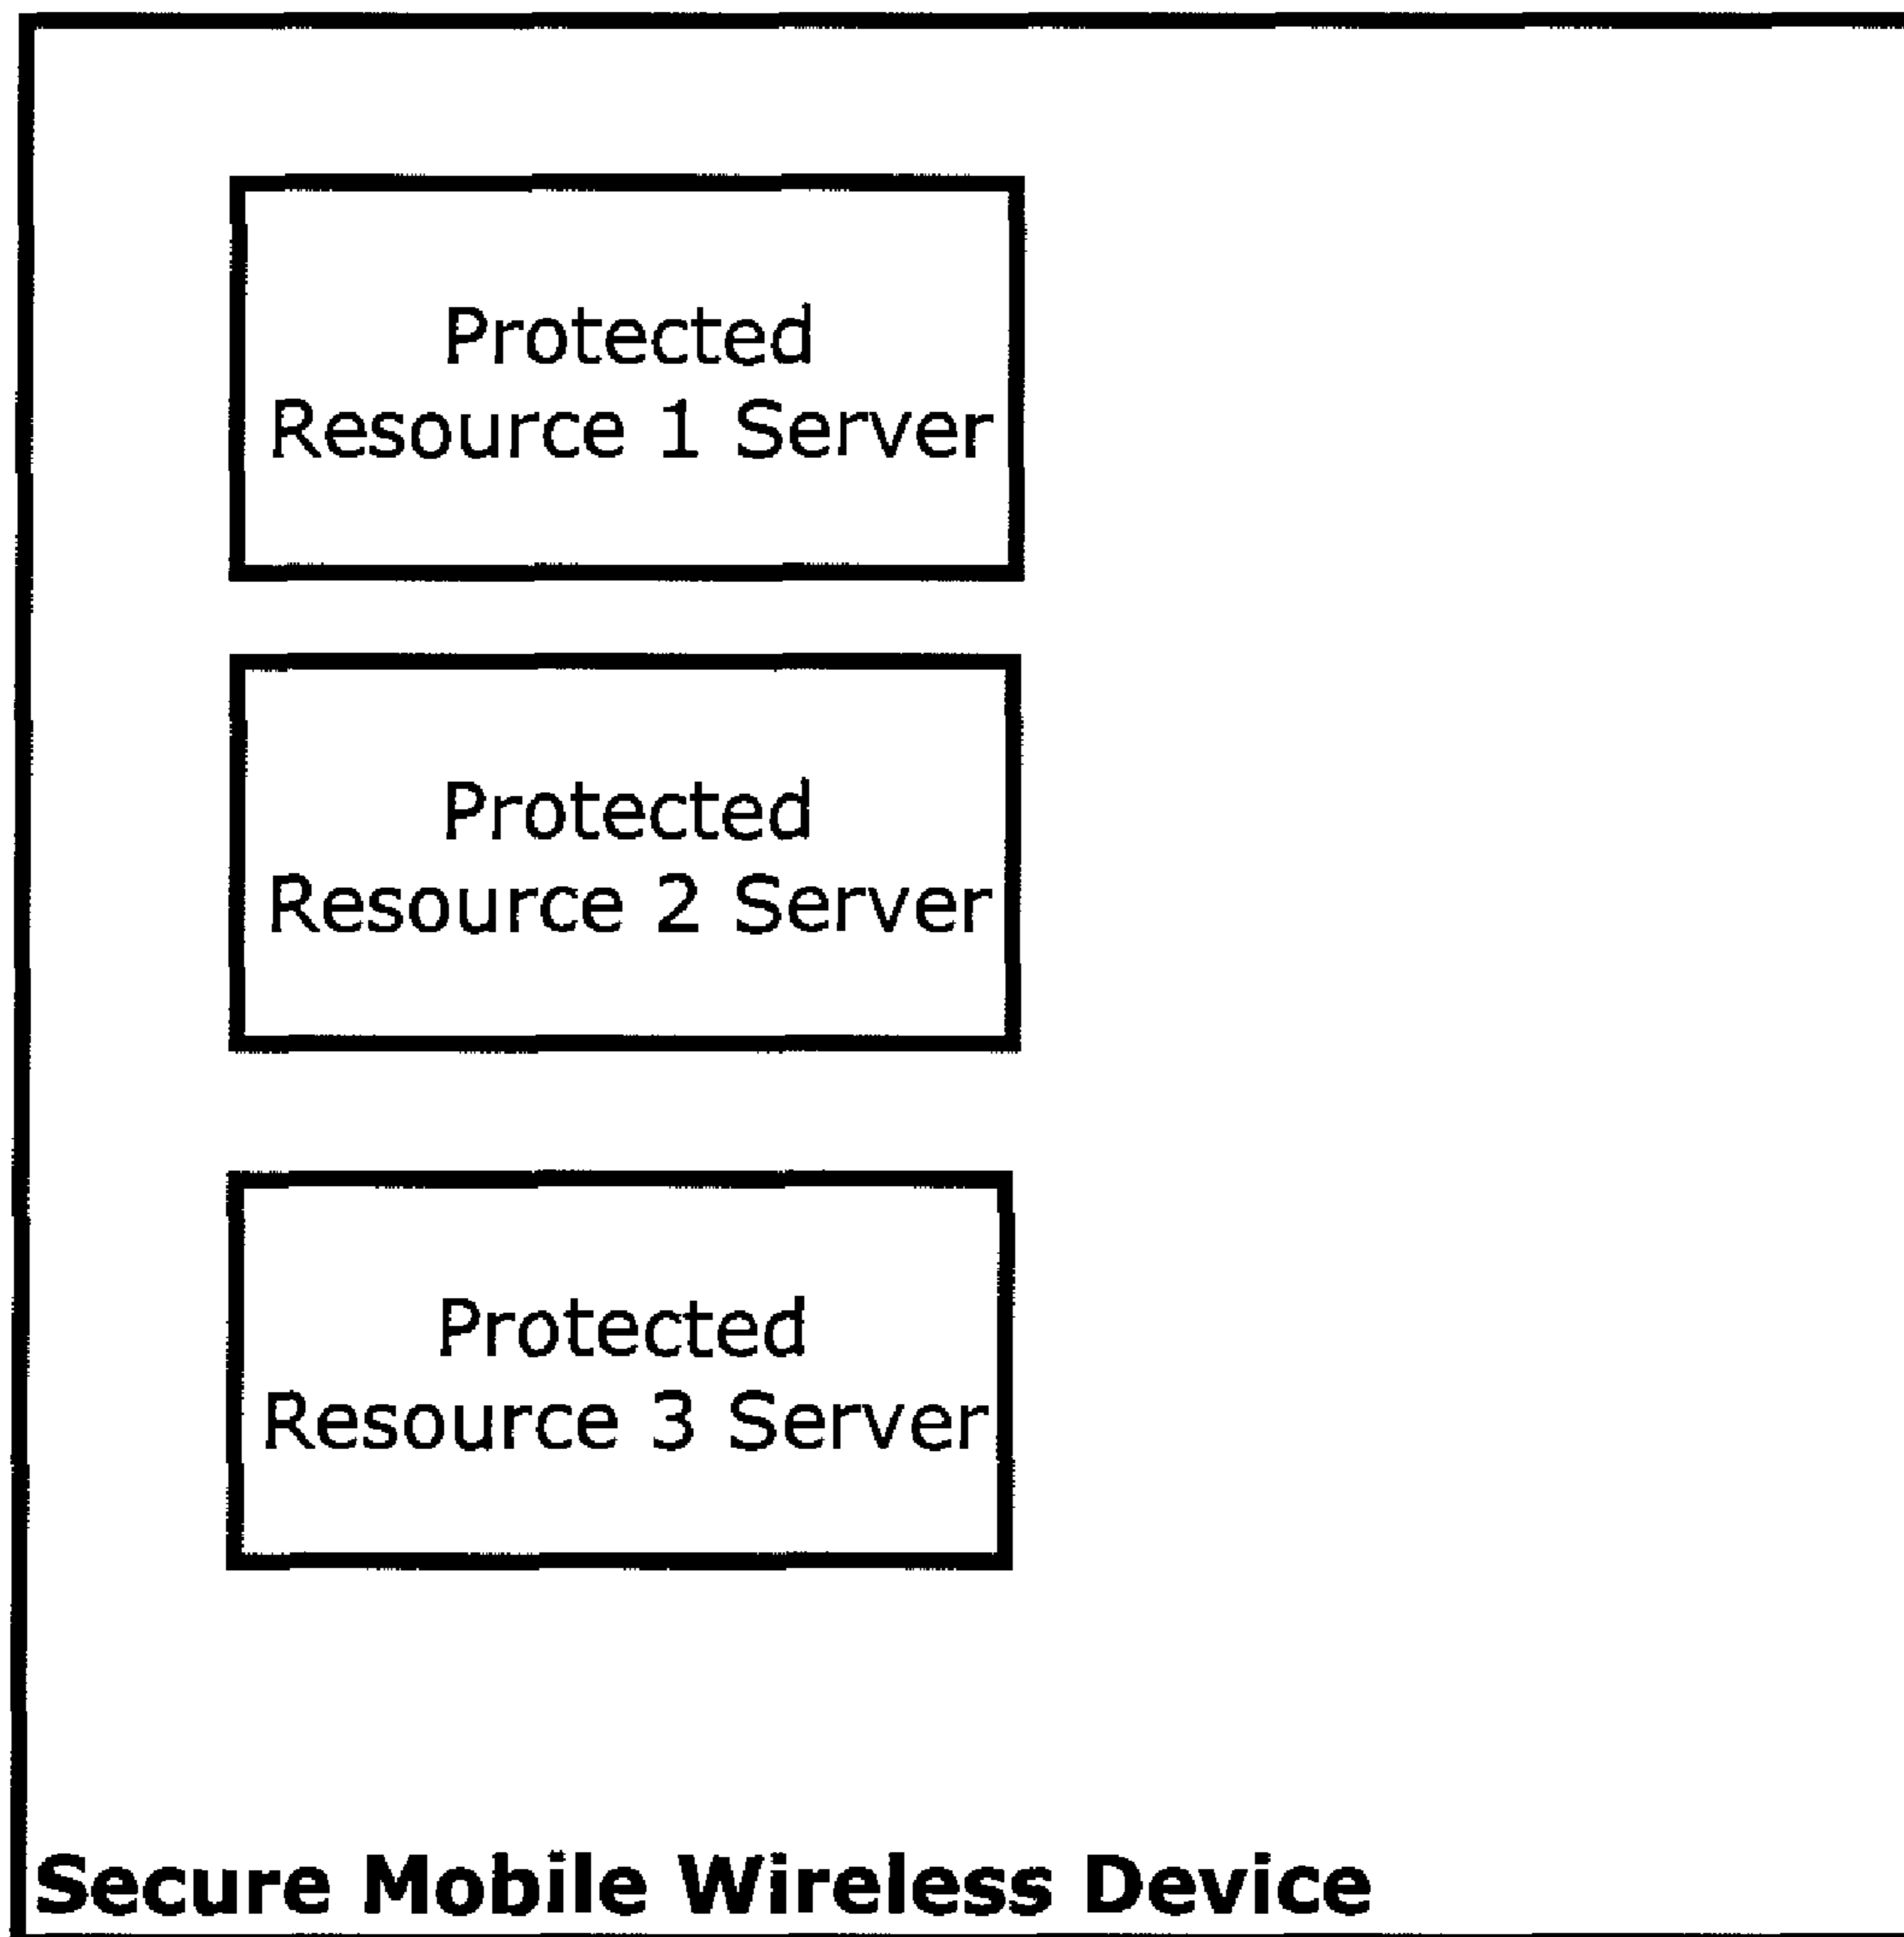 Protected
Resource 1 Server
Protected
Resource 2 Server
Protected
Resource 3 Server
Secure Mobile Wireless Device